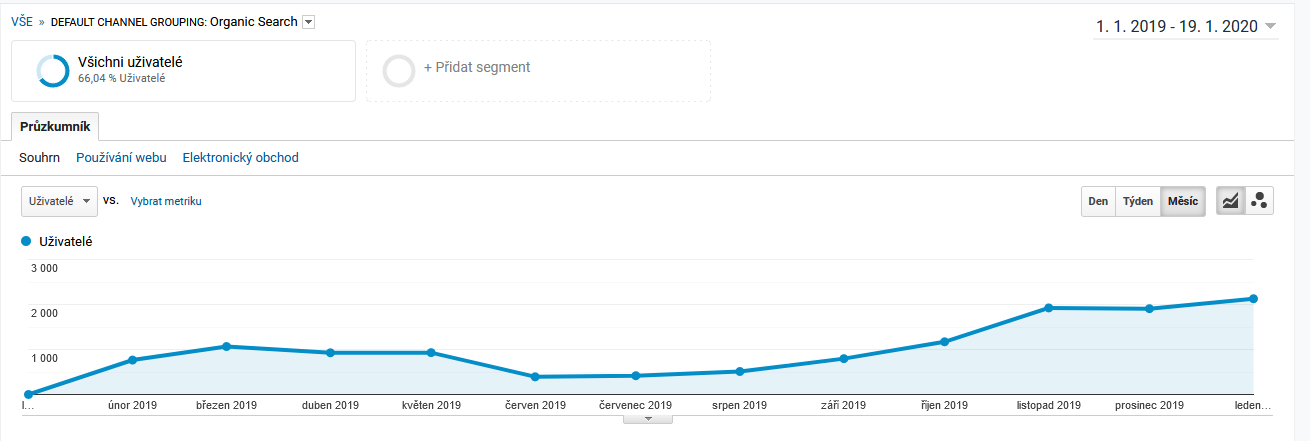 VŠE » DEFAULT CHANNEL GROUPING: Organic Search
1. 1. 2019 - 19. 1. 2020
Všichni uživatelé
66,04 % Uživatelé
+ Přidat segment
Průzkumník
Souhrn Používání webu Elektronický obchod
Uživatelé vs. Vybrat metriku
Den Týden Měsíc
Uživatelé
3 000
2 000
1 000
l… únor 2019 březen 2019 duben 2019 květen 2019 červen 2019 červenec 2019 srpen 2019 září 2019 říjen 2019 listopad 2019 prosinec 2019 leden…